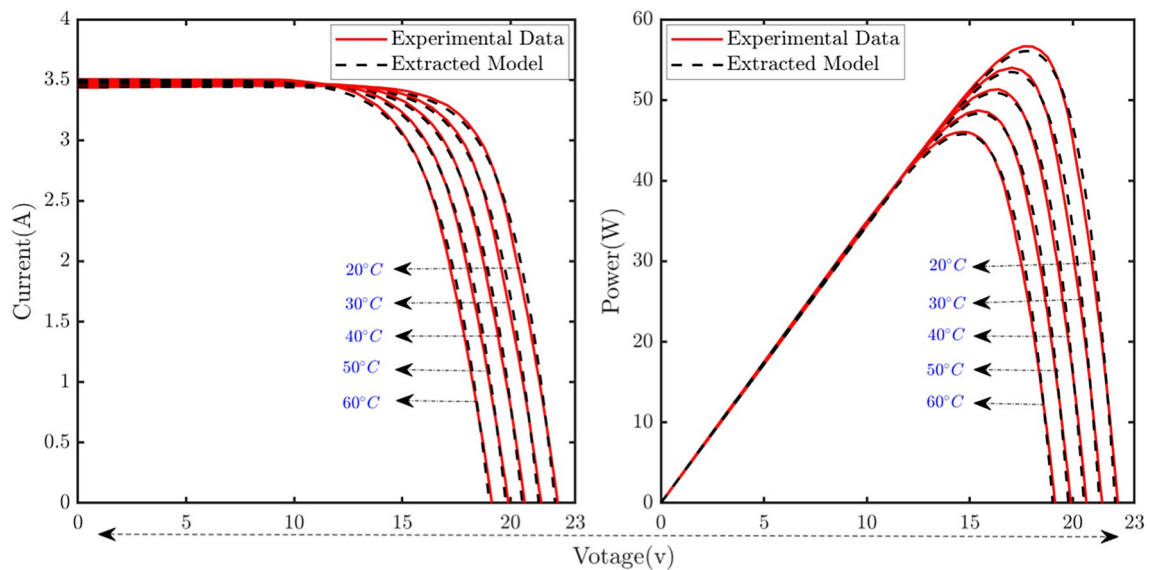 4
3.5
3
2.5
2
1.5
1
0.5
0
Current(A)
Experimental Data
Extracted Model
20°C
30°C
40°C
50°C
60°C
0 5 10 15 20 23
60
50
40
30
20
10
0
Power(W)
Experimental Data
Extracted Model
20°C
30°C
40°C
50°C
60°C
0 5 10 15 20 23
Votage(v)